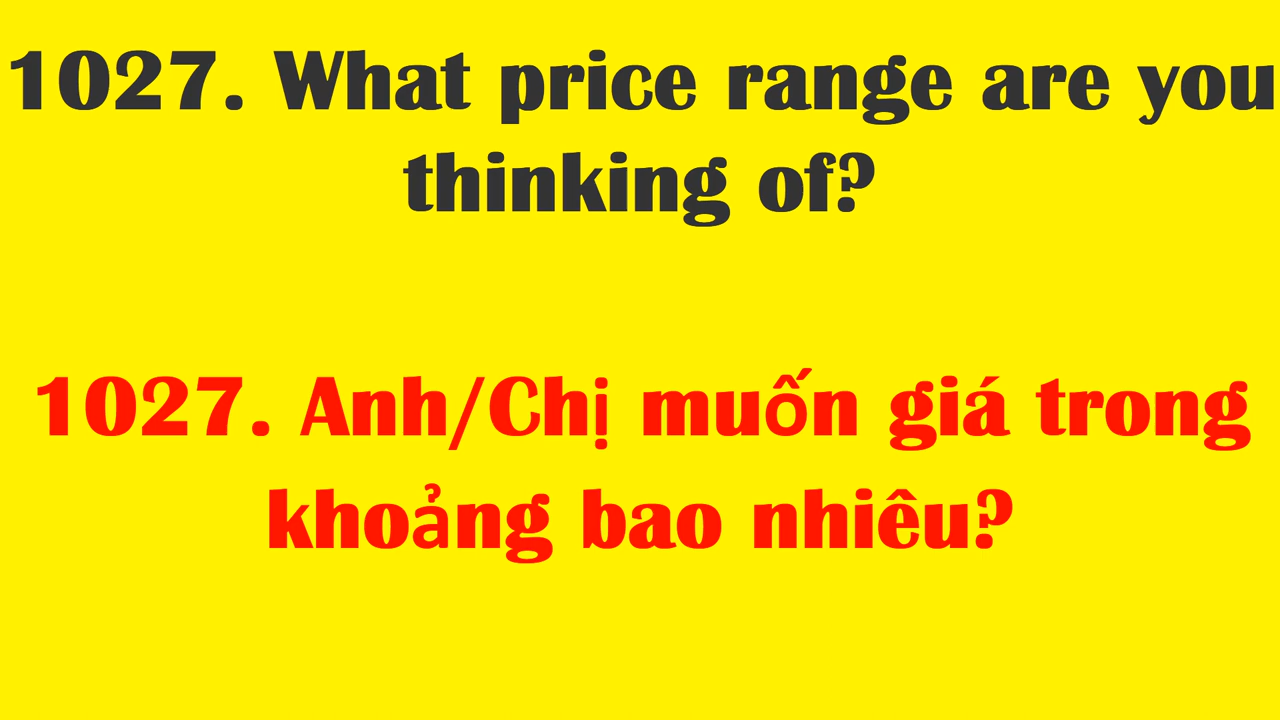 1027. What price range are you
thinking of?
1027. Anh/Chị muốn giá trong
khoảng bao nhiêu?